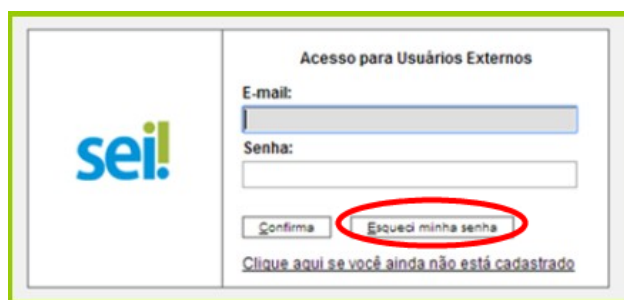 sei!
Acesso para Usuários Externos
E-mail:
Senha:
Confirma
Esqueci minha senha
Clique aqui se você ainda não está cadastrado